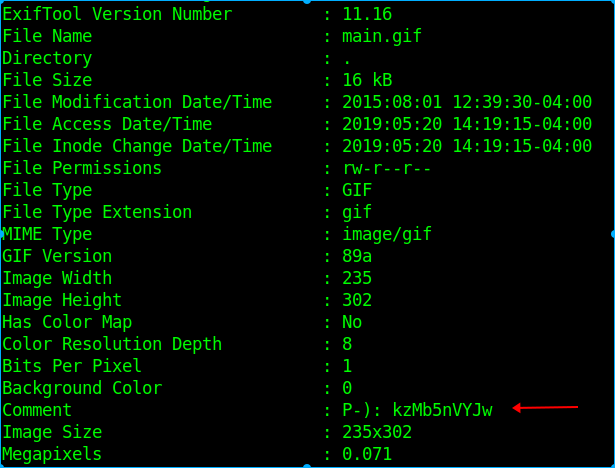 ExifTool Version Number : 11.16
File Name : main.gif
Directory : .
File Size : 16 kB
File Modification Date/Time : 2015:08:01 12:39:30-04:00
File Access Date/Time : 2019:05:20 14:19:15-04:00
File Inode Change Date/Time : 2019:05:20 14:19:15-04:00
File Permissions : rw-r--r--
File Type : GIF
File Type Extension : gif
MIME Type : image/gif
GIF Version : 89a
Image Width : 235
Image Height : 302
Has Color Map : No
Color Resolution Depth : 8
Bits Per Pixel : 1
Background Color : 0
Comment : P-): kzMb5nVYJw
Image Size : 235x302
Megapixels : 0.071